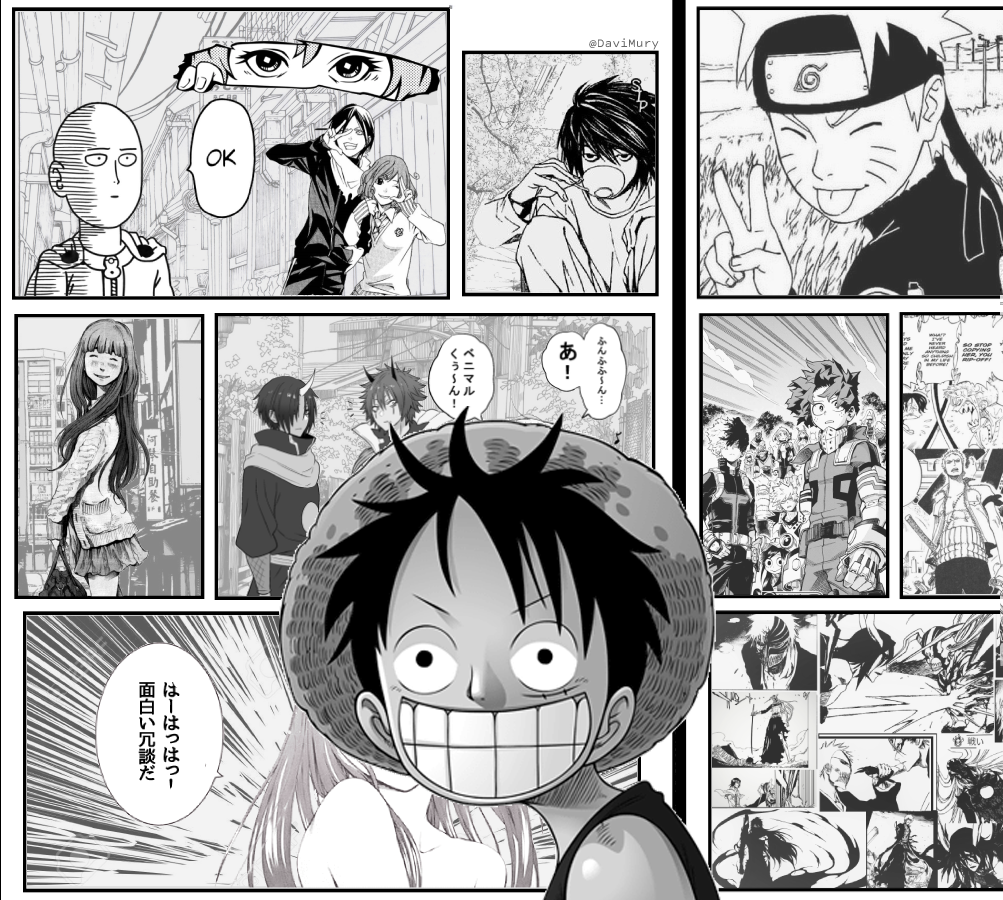 @DaviMury
OK
ベニマル
くぅ～ん！
あ！
ふんふふ～ん…
WHAT?
I'VE
NEVER
HEARD
ANYTHING
SO CHILDISH
IN MY LIFE
BEFORE!
SO STOP
COPYING
HER, YOU
RIP-OFF!
はーはっはっー
面白い冗談だ
戦い